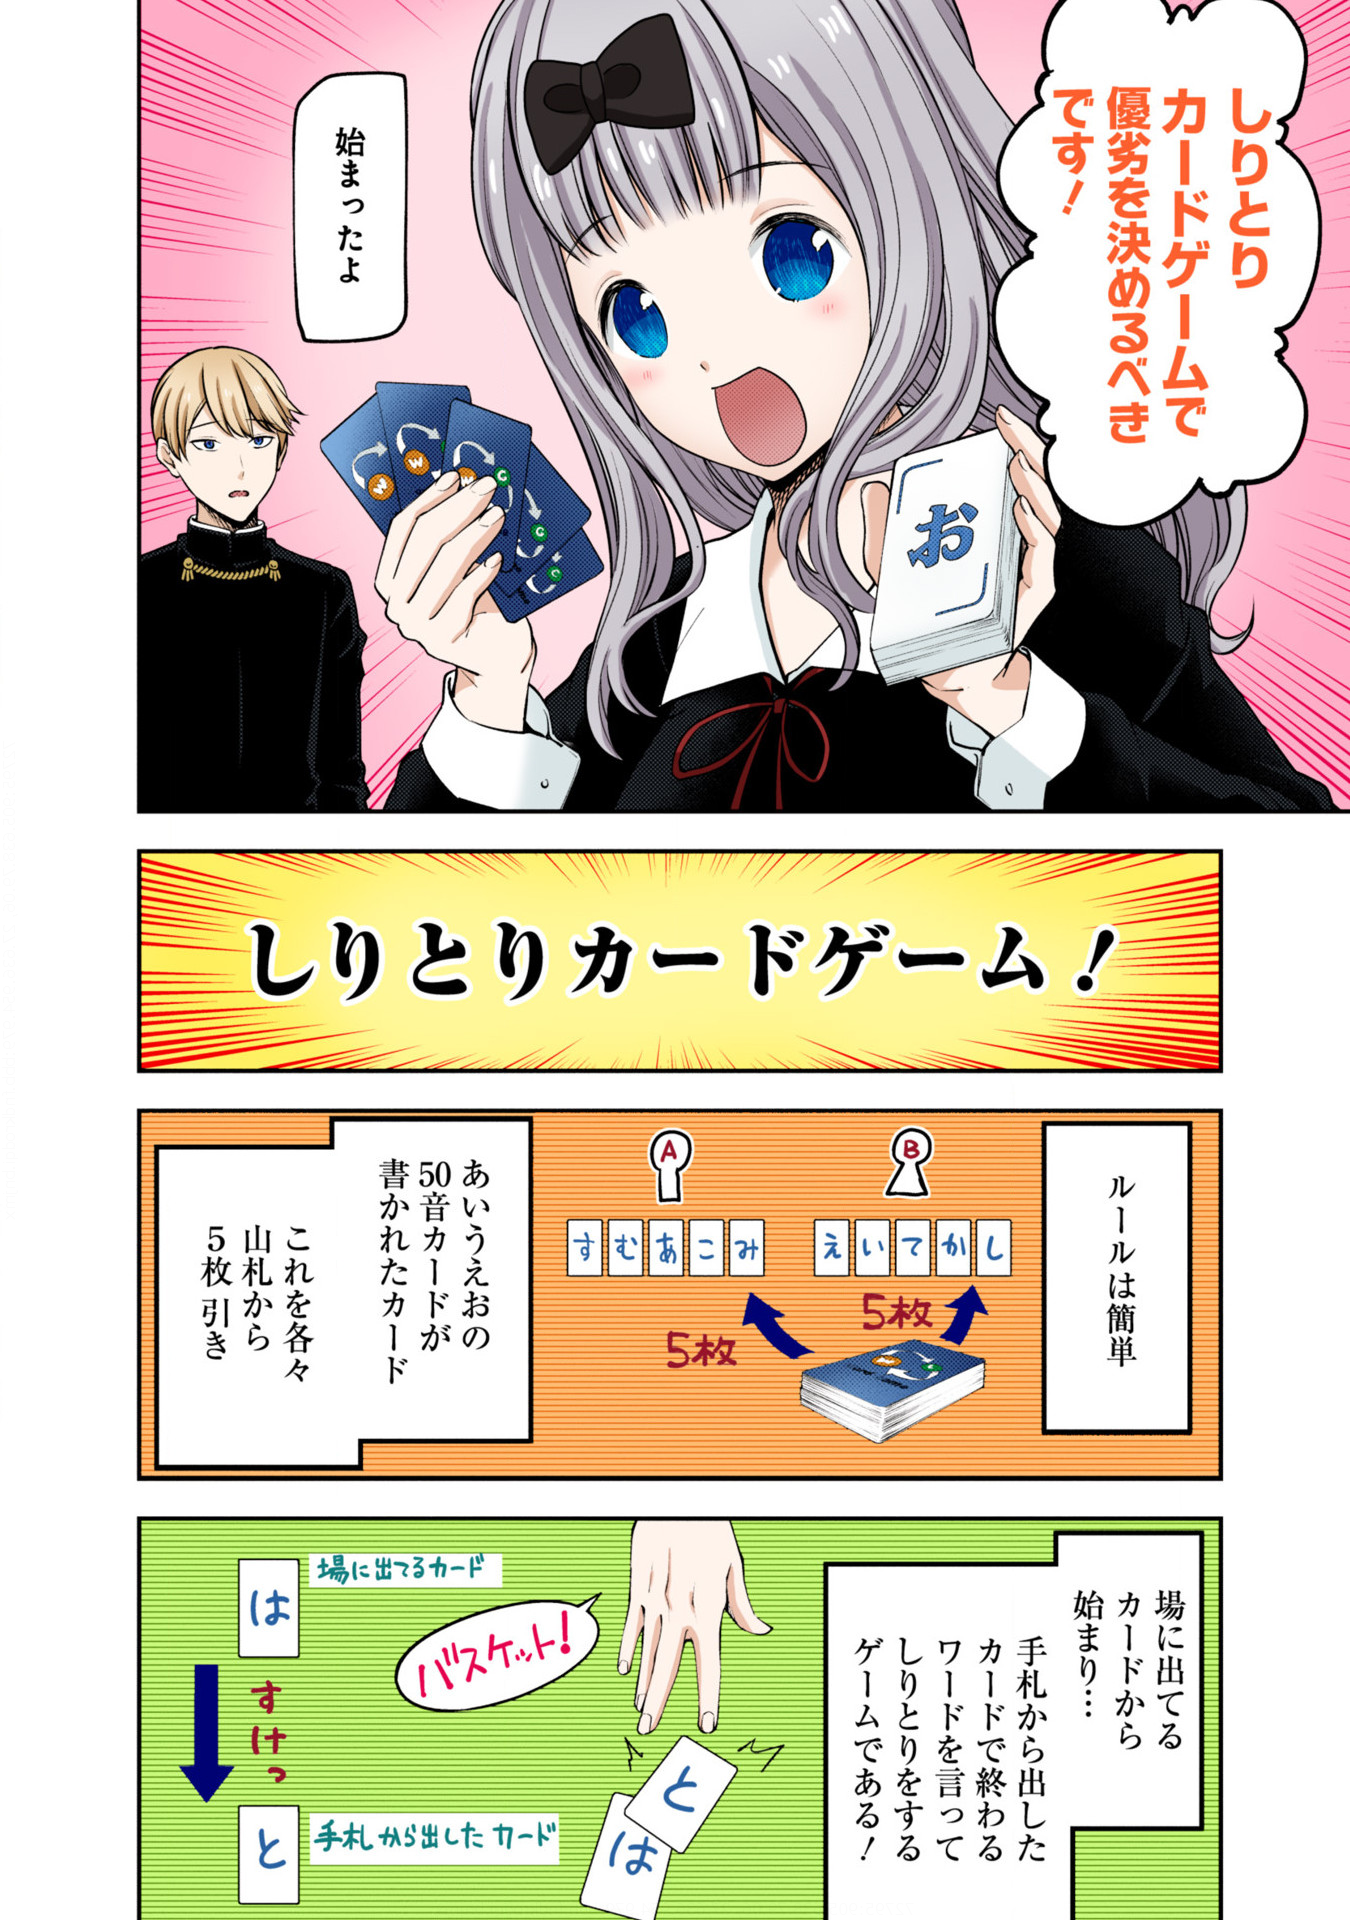 しりとり
カードゲームで
優劣を決めるべき
です!
始まったよ
お
W
W
W
G
G
G
しりとりカードゲーム!
ルールは簡単
B
え い て か し
A
す む あ こ み
5枚
5枚
あいうえおの
50音カードが
書かれたカード
これを各々
山札から
5枚引き
場に出てる
カードから
始まり…
手札から出した
カードで終わる
ワードを言って
しりとりをする
ゲームである!
バスケット!
と
は
場に出てるカード
は
すけっ
と
手札から出したカード